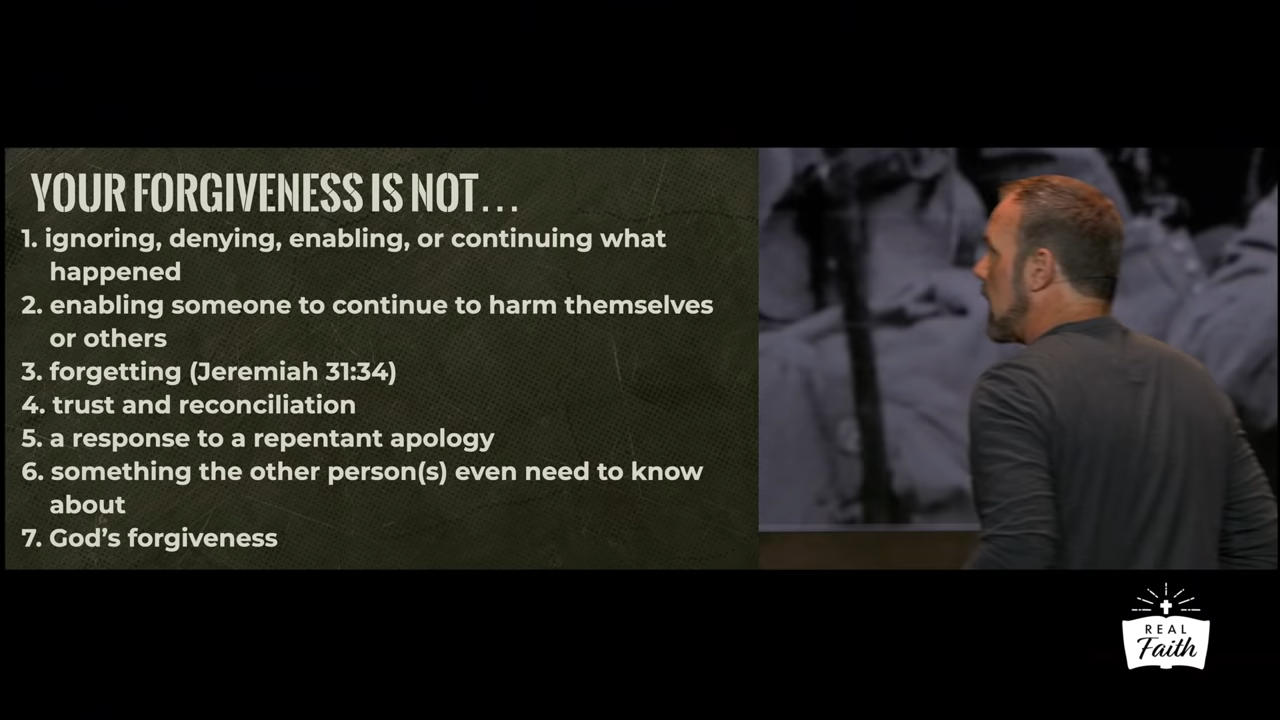 YOUR FORGIVENESS IS NOT...
1. ignoring, denying, enabling, or continuing what
happened
2. enabling someone to continue to harm themselves
or others
3. forgetting (Jeremiah 31:34)
4. trust and reconciliation
5. a response to a repentant apology
6. something the other person(s) even need to know
about
7. God’s forgiveness
REAL
Faith